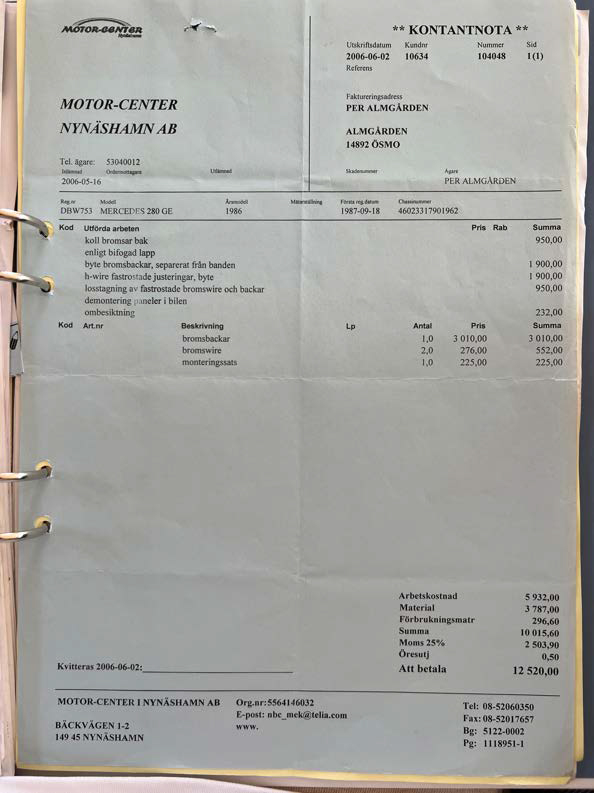 MOTOR-CENTER
Nynäshamn
** KONTANTNOTA **
Utskriftsdatum Kundnr Nummer Sid
2006-06-02 10634 104048 1(1)
Referens
Faktureringsadress
PER ALMGÅRDEN
MOTOR-CENTER
NYNÄSHAMN AB
ALMGÅRDEN
14892 ÖSMO
Tel. ägare: 53040012
Inlämnad Ordermottagare Utlämnad Skadenummer Ägare
2006-05-16 PER ALMGÅRDEN
Reg.nr Modell Årsmodell Mätarställning Första reg.datum Chassinummer
DBW753 MERCEDES 280 GE 1986 1987-09-18 46023317901962
Kod Utförda arbeten Pris Rab Summa
koll bromsar bak 950,00
enligt bifogad lapp
byte bromsbackar, separerat från banden 1 900,00
h-wire fastrostade justeringar, byte 1 900,00
losstagning av fastrostade bromswire och backar 950,00
demontering paneler i bilen
ombesiktning 232,00
Kod Art.nr Beskrivning Lp Antal Pris Summa
bromsbackar 1,0 3 010,00 3 010,00
bromswire 2,0 276,00 552,00
monteringssats 1,0 225,00 225,00
Arbetskostnad 5 932,00
Material 3 787,00
Förbrukningsmatr 296,60
Summa 10 015,60
Moms 25% 2 503,90
Öresutj 0,50
Att betala 12 520,00
Kvitteras 2006-06-02:
MOTOR-CENTER I NYNÄSHAMN AB
BÄCKVÄGEN 1-2
149 45 NYNÄSHAMN
Org.nr:5564146032
E-post: nbc_mek@telia.com
www.
Tel: 08-52060350
Fax: 08-52017657
Bg: 5122-0002
Pg: 1118951-1